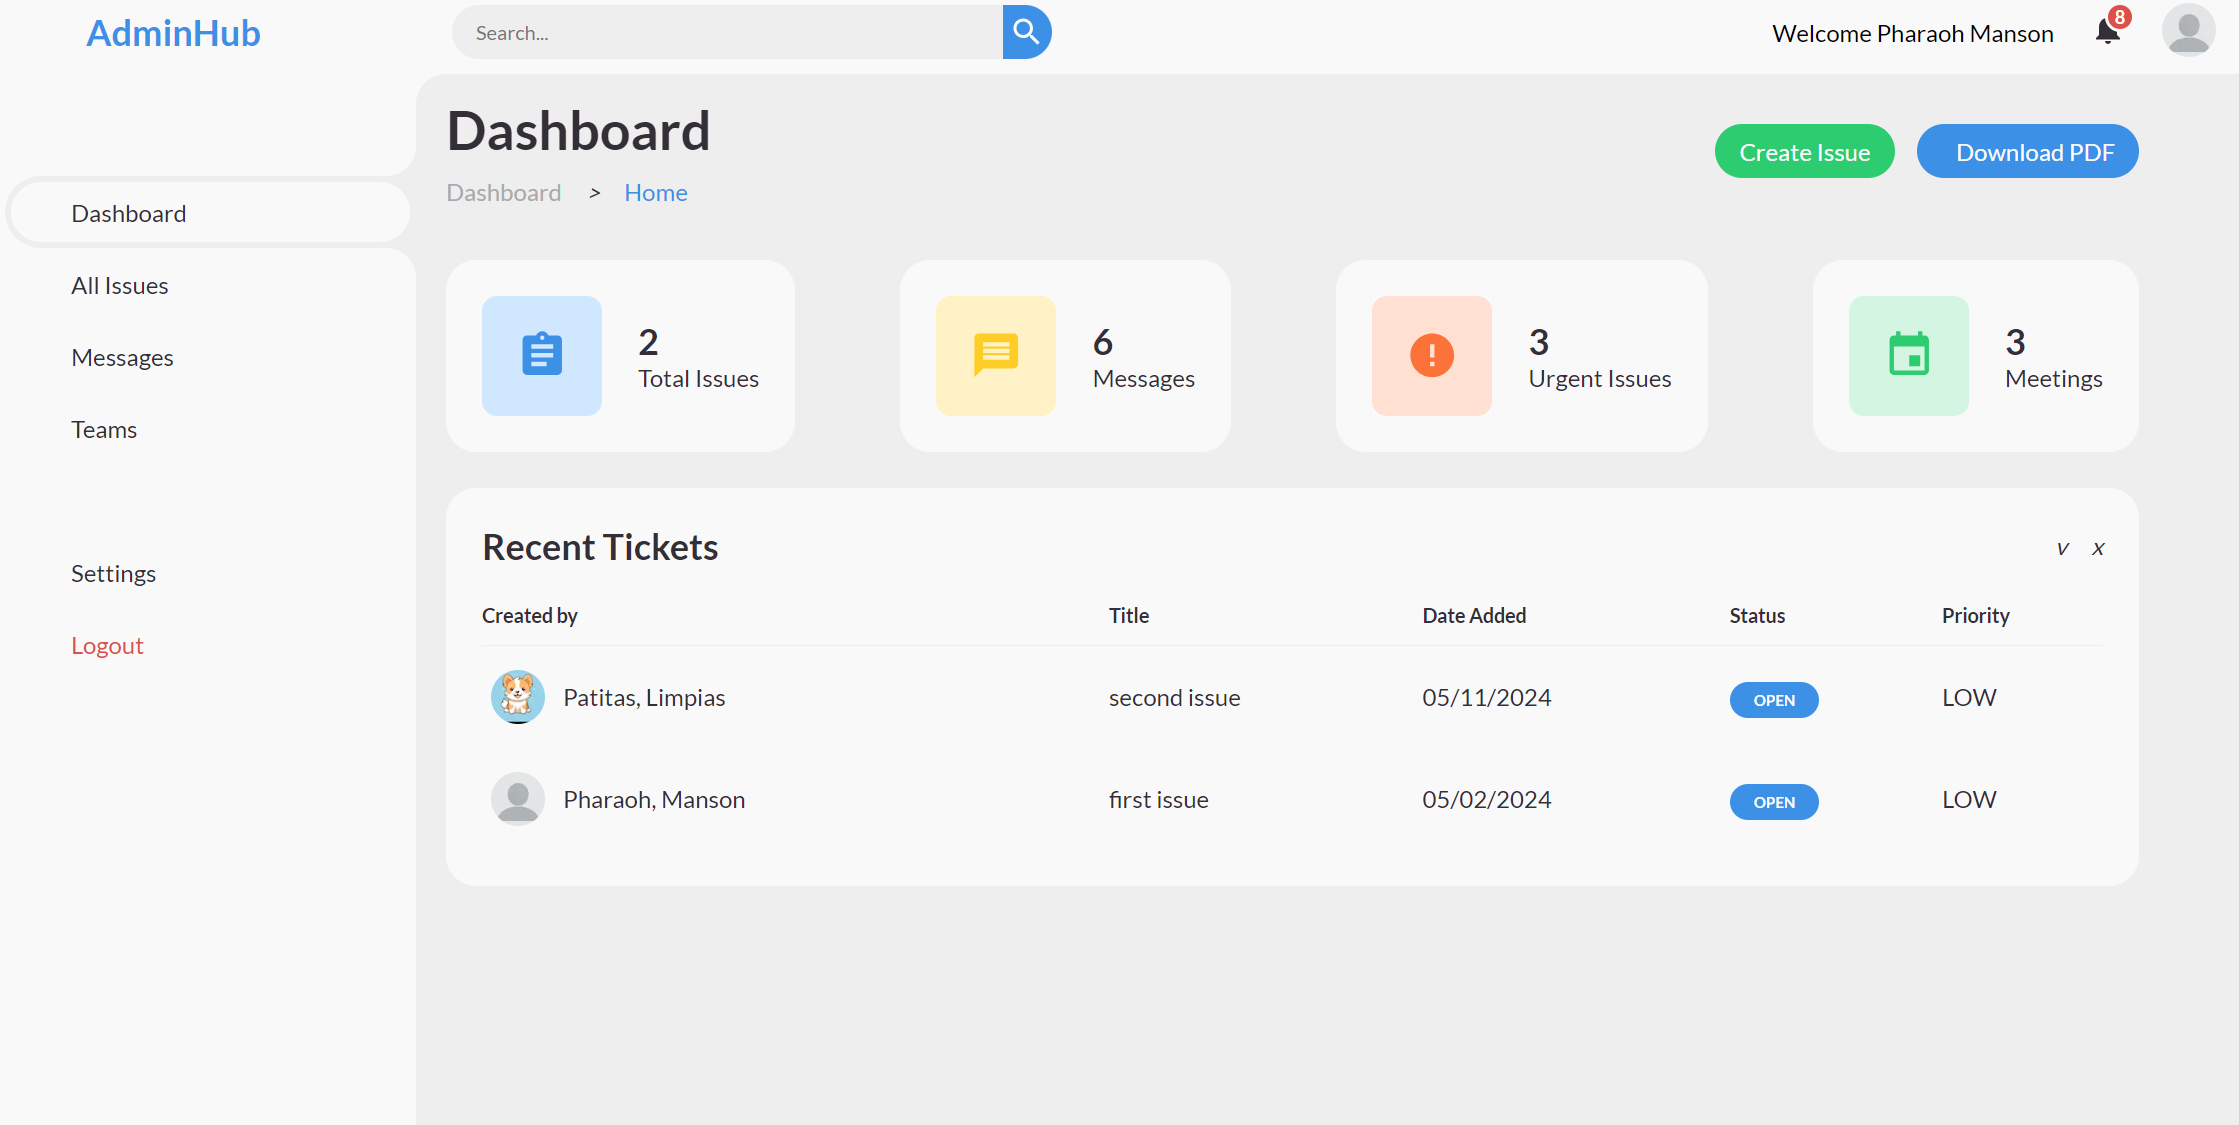 AdminHub
Search...
Welcome Pharaoh Manson
8
Dashboard
All Issues
Messages
Teams
Settings
Logout
Dashboard
Dashboard > Home
Create Issue
Download PDF
2
Total Issues
6
Messages
3
Urgent Issues
3
Meetings
Recent Tickets
v x
Created by Title Date Added Status Priority
Patitas, Limpias second issue 05/11/2024 OPEN LOW
Pharaoh, Manson first issue 05/02/2024 OPEN LOW